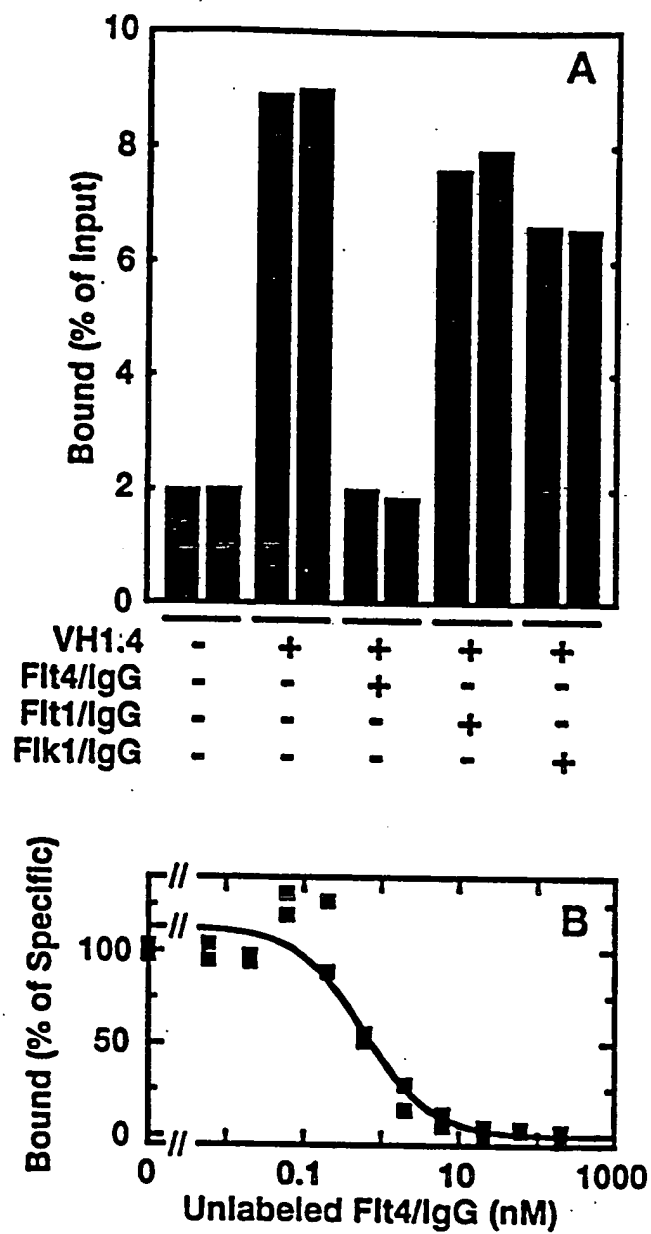 10
A
8
6
4
2
0
Bound (% of Input)
VH1.4 - + + + +
Flt4/IgG - - + - -
Flt1/IgG - - - + -
Flk1/IgG - - - - +
B
100
50
0
Bound (% of Specific)
// //
//
0 0.1 10 1000
Unlabeled Flt4/IgG (nM)